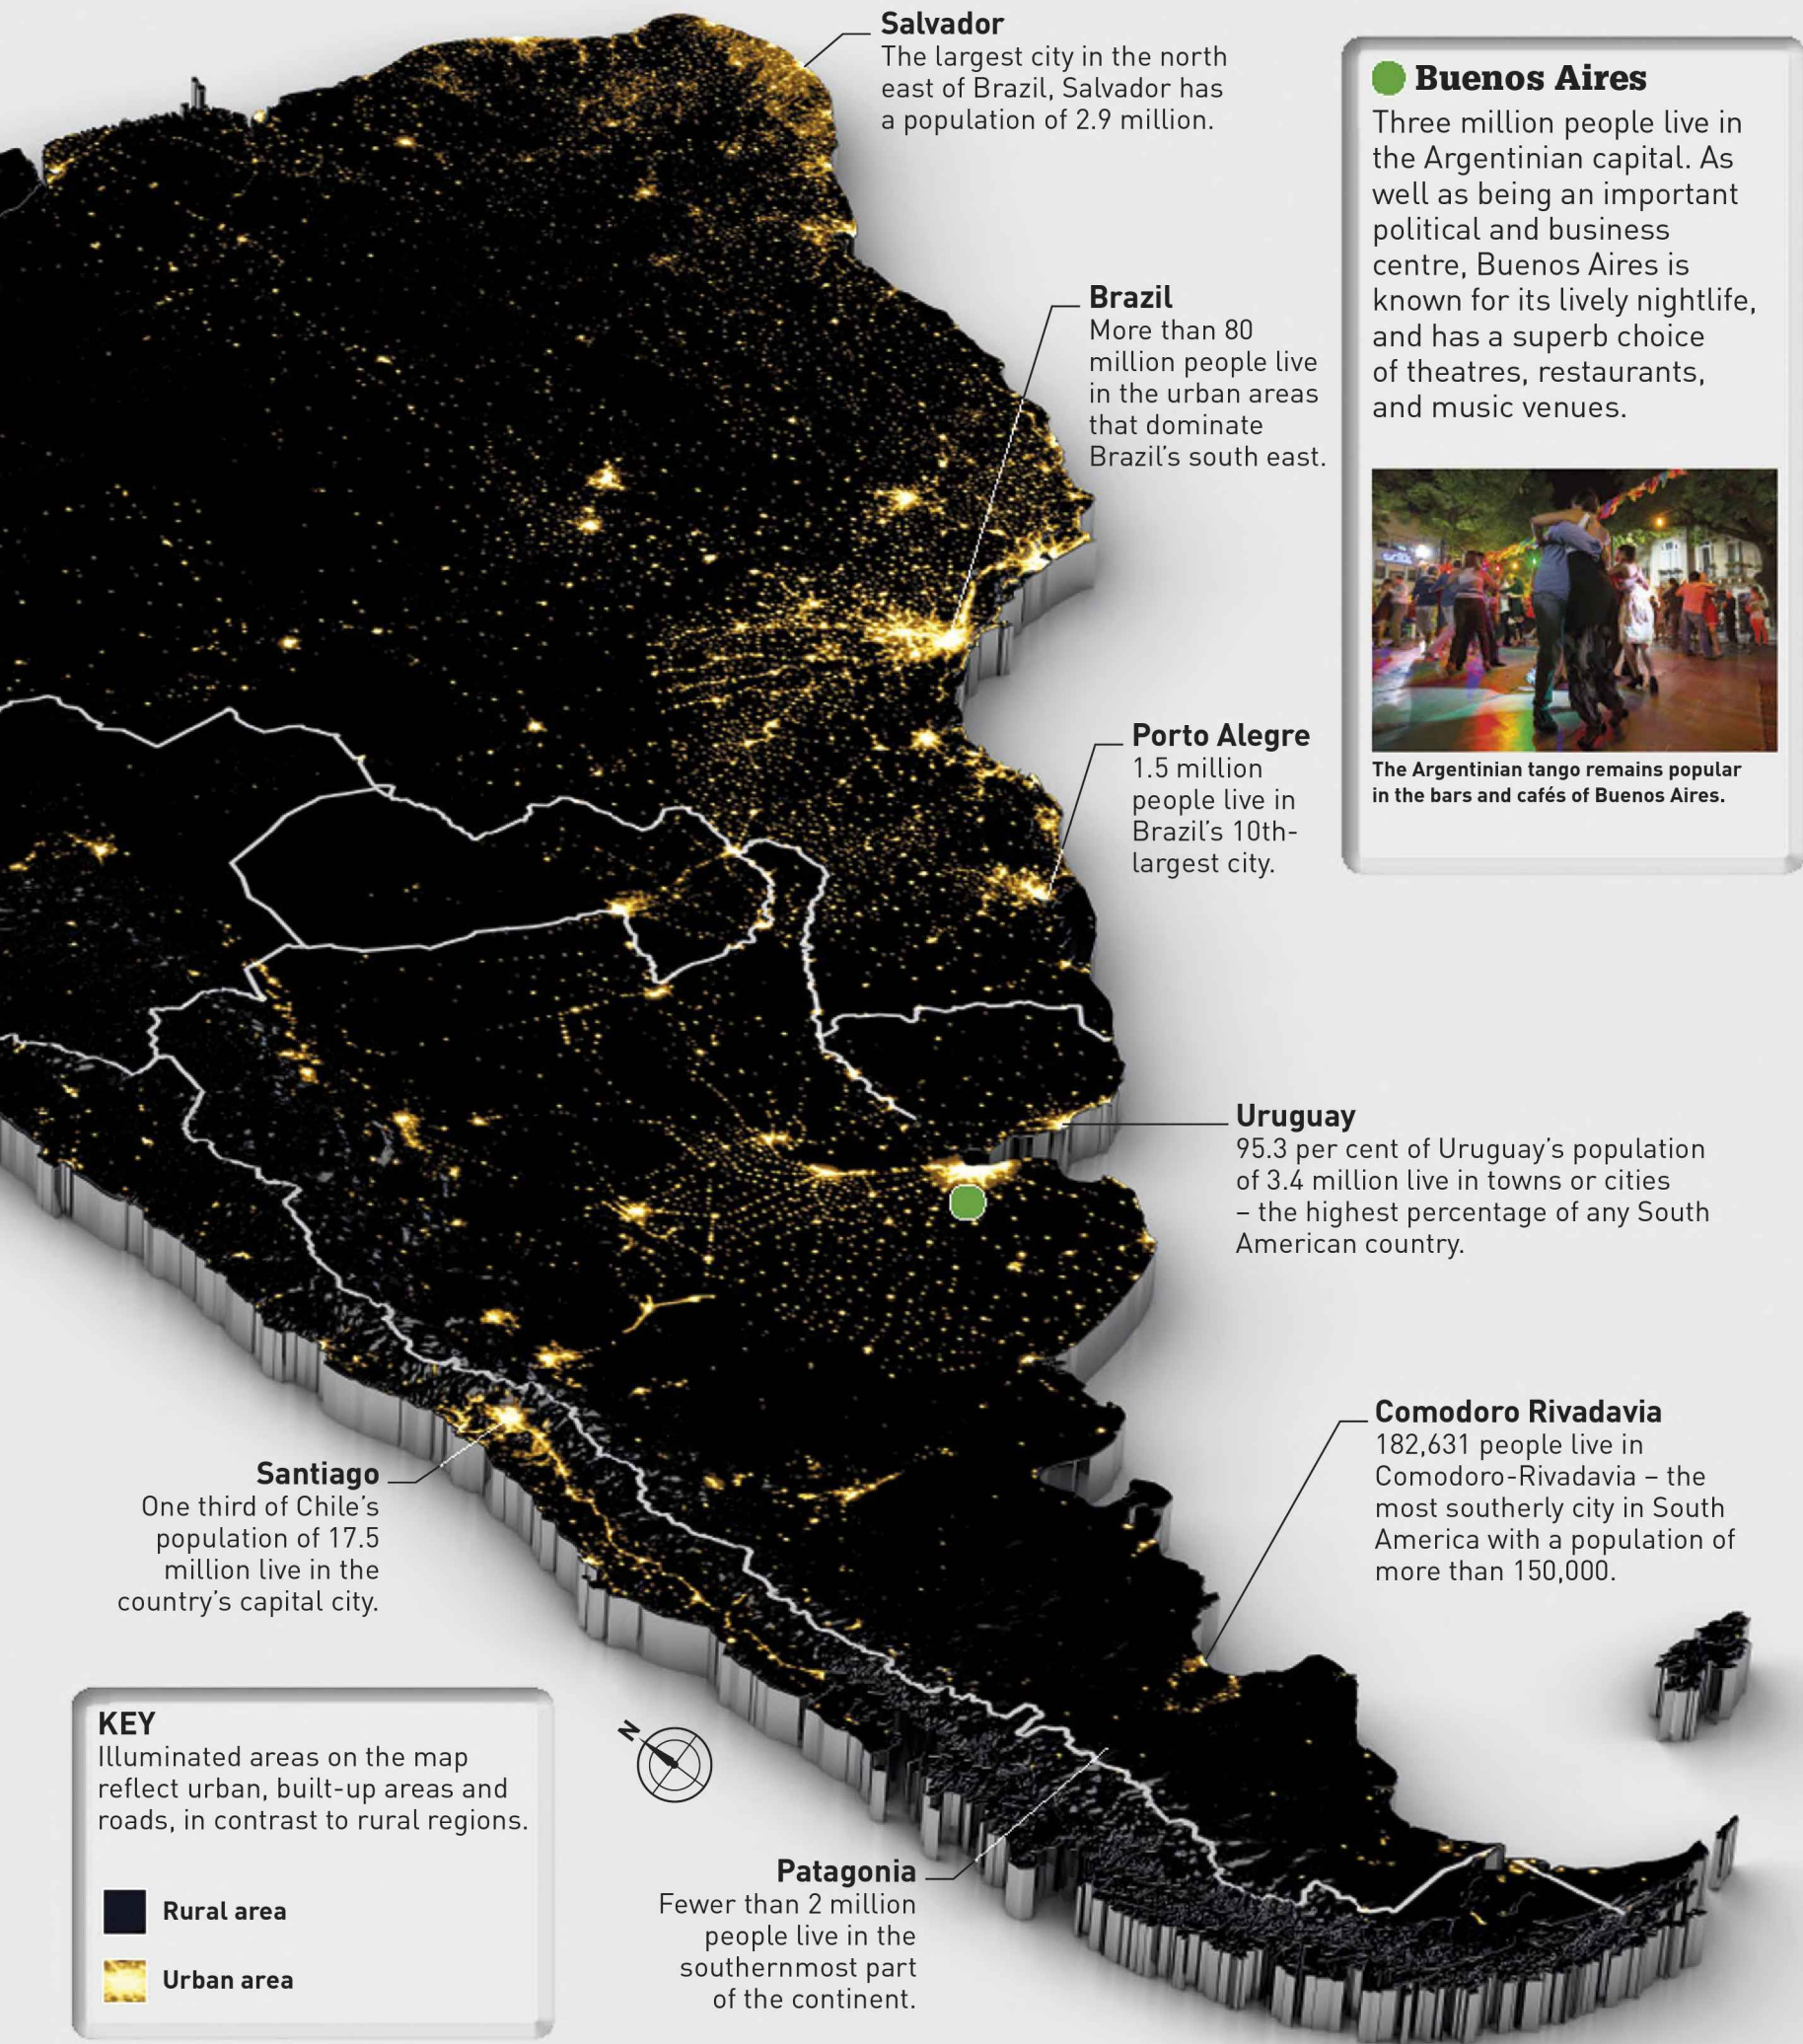 Salvador
The largest city in the north
east of Brazil, Salvador has
a population of 2.9 million.
Buenos Aires
Three million people live in
the Argentinian capital. As
well as being an important
political and business
centre, Buenos Aires is
known for its lively nightlife,
and has a superb choice
of theatres, restaurants,
and music venues.
The Argentinian tango remains popular
in the bars and cafés of Buenos Aires.
Brazil
More than 80
million people live
in the urban areas
that dominate
Brazil's south east.
Porto Alegre
1.5 million
people live in
Brazil's 10th-
largest city.
Uruguay
95.3 per cent of Uruguay's population
of 3.4 million live in towns or cities
– the highest percentage of any South
American country.
Comodoro Rivadavia
182,631 people live in
Comodoro-Rivadavia – the
most southerly city in South
America with a population of
more than 150,000.
Santiago
One third of Chile's
population of 17.5
million live in the
country's capital city.
KEY
Illuminated areas on the map
reflect urban, built-up areas and
roads, in contrast to rural regions.
Rural area
Urban area
N
Patagonia
Fewer than 2 million
people live in the
southernmost part
of the continent.